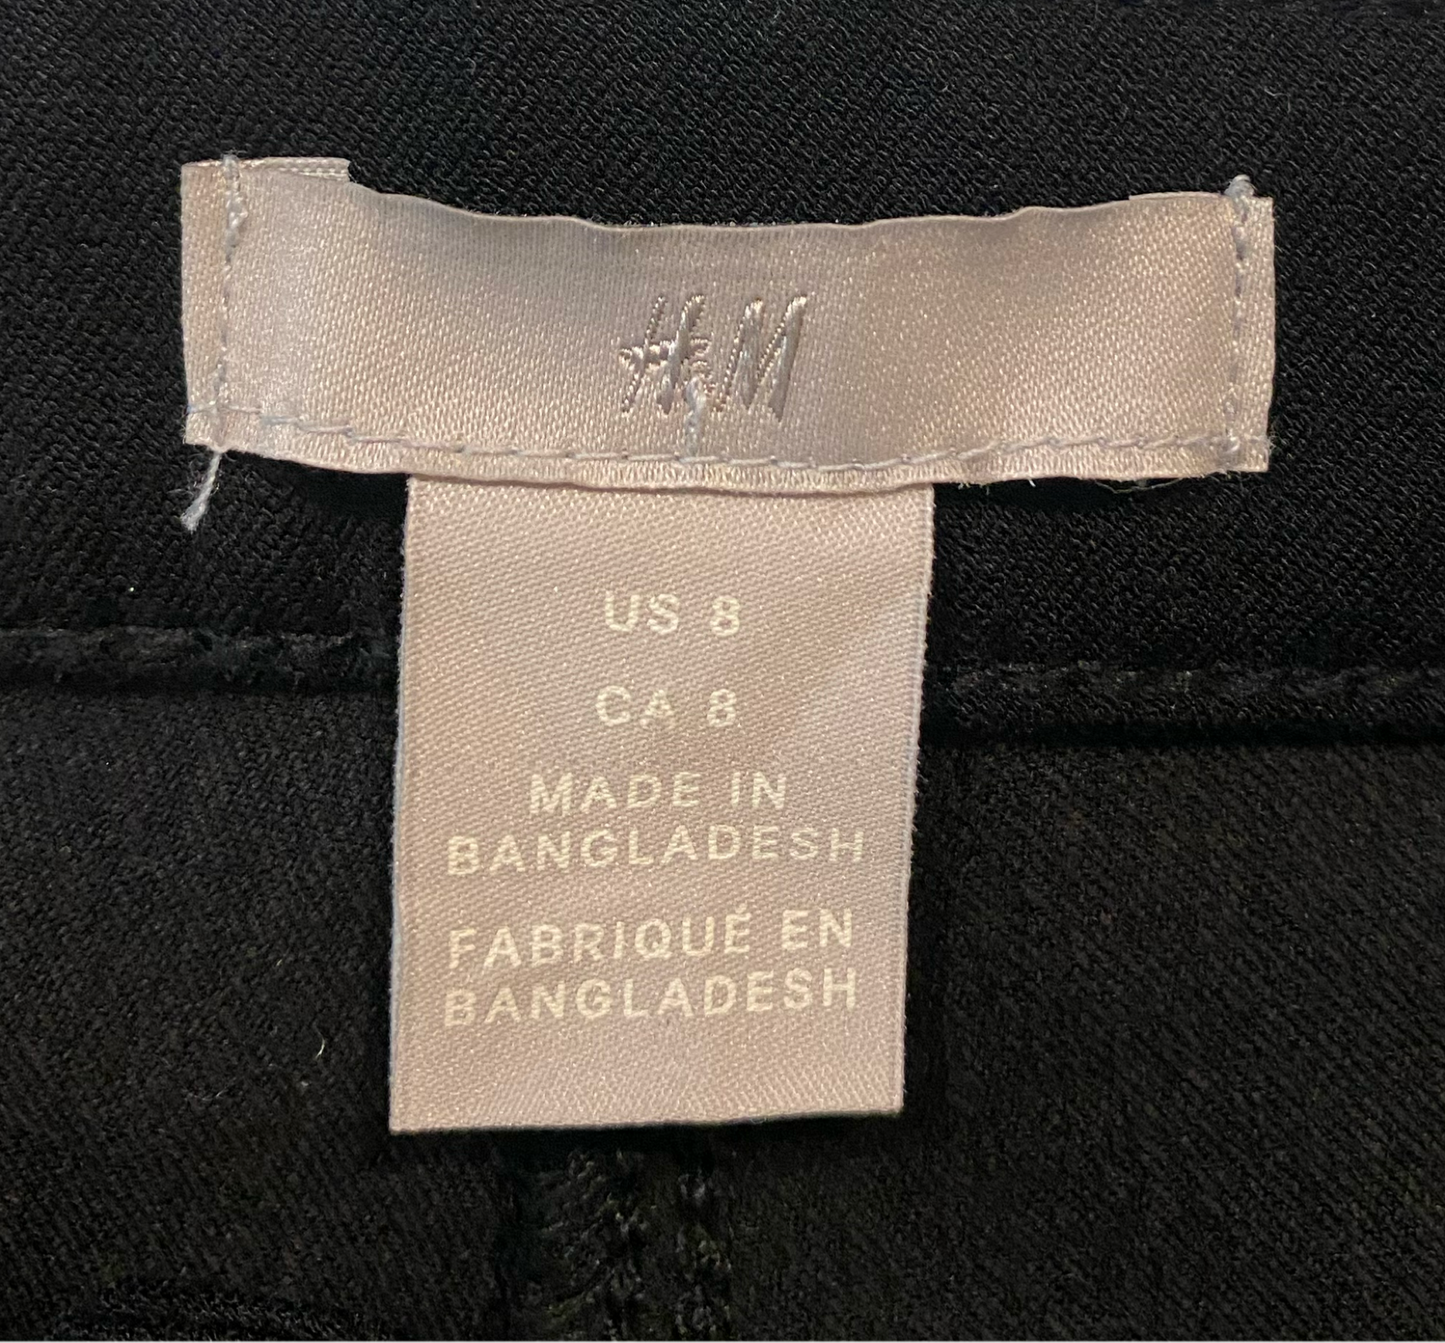 H&M
US 8
CA 8
MADE IN
BANGLADESH
FABRIQUÉ EN
BANGLADESH